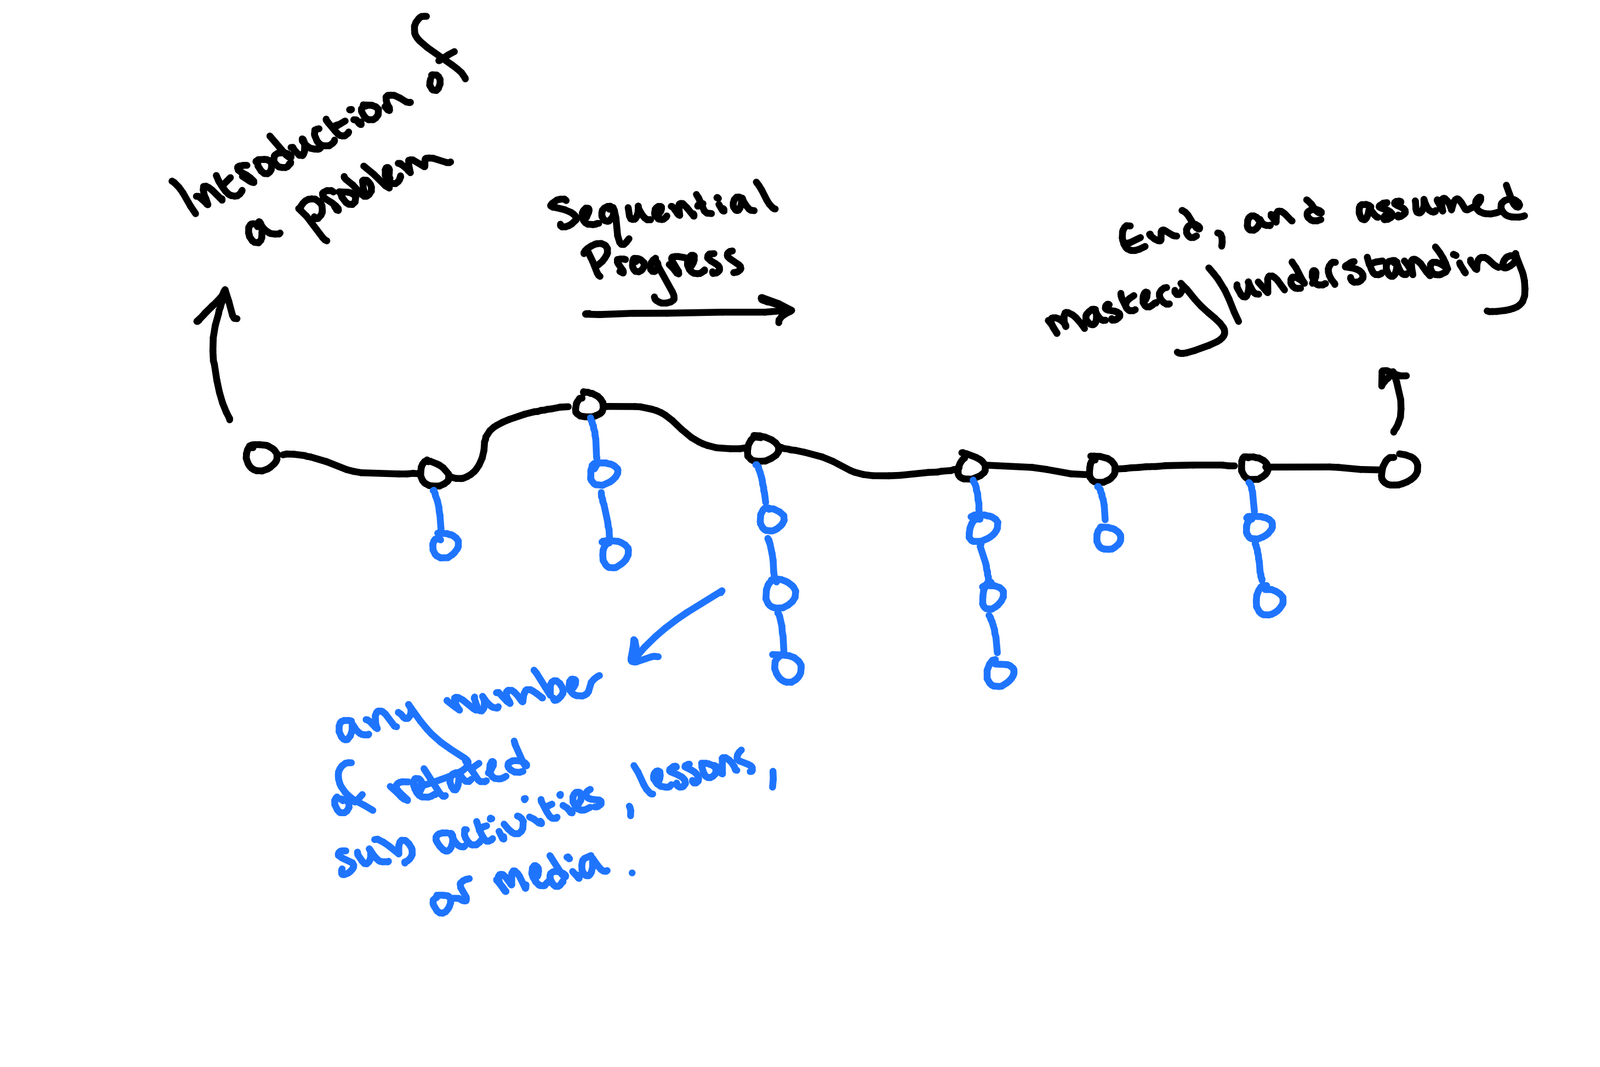 Introduction of
a problem
Sequential
Progress
End, and assumed
mastery/understanding
any number
of related
sub activities, lessons,
or media.